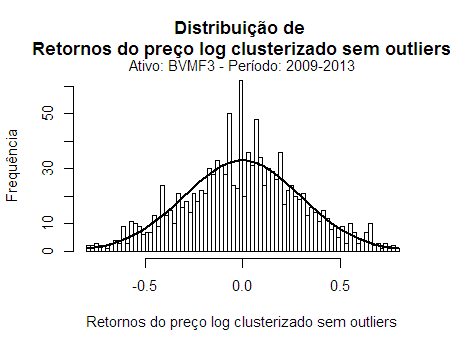 Distribuição de
Retornos do preço log clusterizado sem outliers
Ativo: BVMF3 - Período: 2009-2013
Frequência
50
30
10
0
-0.5 0.0 0.5
Retornos do preço log clusterizado sem outliers